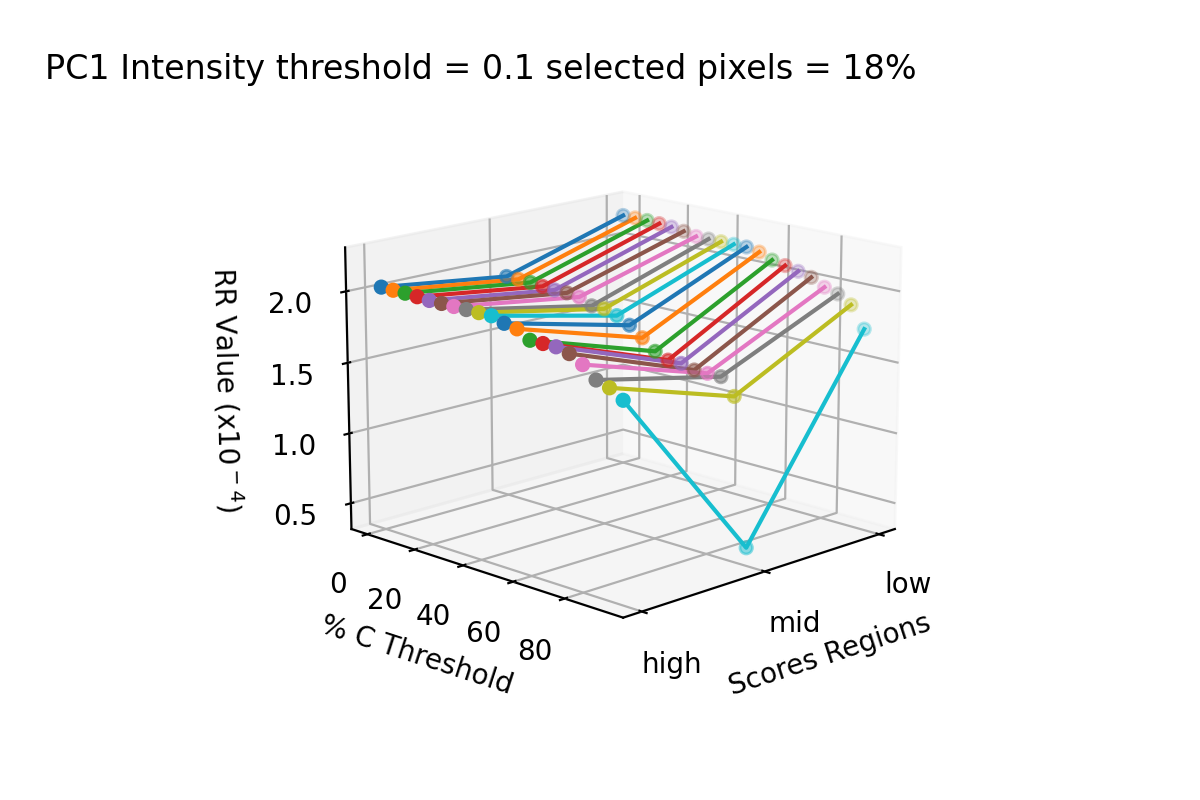 PC1 Intensity threshold = 0.1 selected pixels = 18%
RR Value (x10⁻⁴)
2.0
1.5
1.0
0.5
0
20
40
60
80
% C Threshold
high
mid
low
Scores Regions